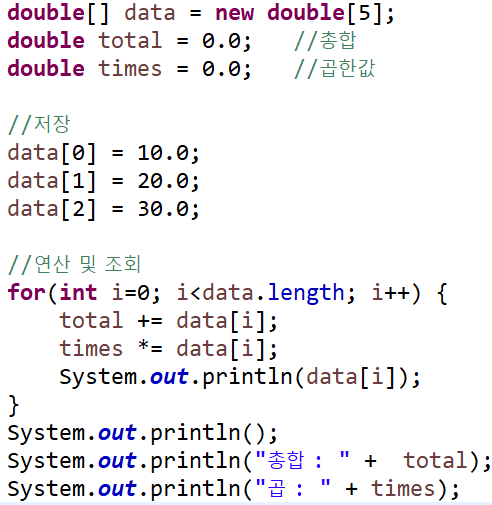 double[] data = new double[5];
double total = 0.0;   //총합
double times = 0.0;   //곱한값

//저장
data[0] = 10.0;
data[1] = 20.0;
data[2] = 30.0;

//연산 및 조회
for(int i=0; i<data.length; i++) {
    total += data[i];
    times *= data[i];
    System.out.println(data[i]);
}
System.out.println();
System.out.println("총합 : " +  total);
System.out.println("곱 : " + times);